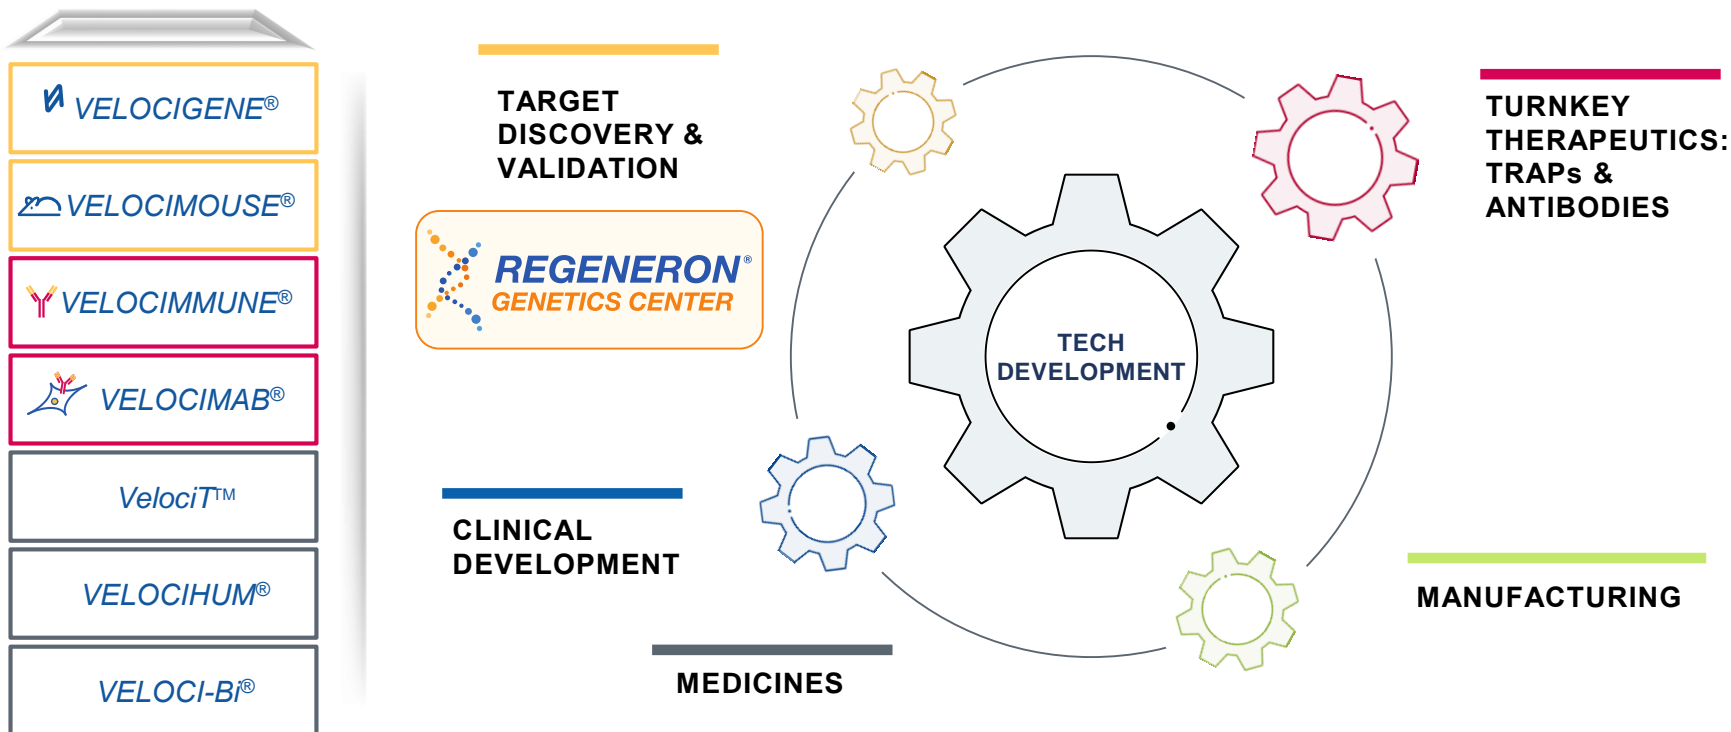 VELOCIGENE®
VELOCIMOUSE®
VELOCIMMUNE®
VELOCIMAB®
VelociT™
VELOCIHUM®
VELOCI-Bi®
TARGET
DISCOVERY &
VALIDATION
REGENERON®
GENETICS CENTER
CLINICAL
DEVELOPMENT
MEDICINES
TECH
DEVELOPMENT
TURNKEY
THERAPEUTICS:
TRAPs &
ANTIBODIES
MANUFACTURING